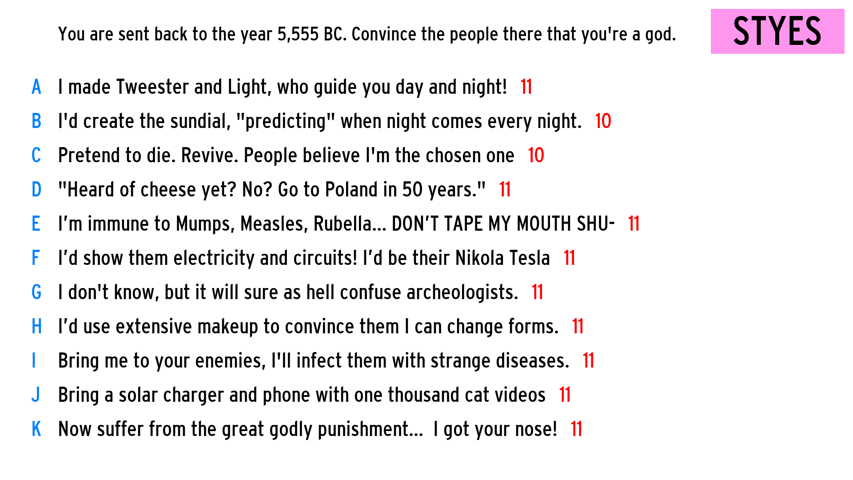 You are sent back to the year 5,555 BC. Convince the people there that you're a god.
STYES
A I made Tweester and Light, who guide you day and night! 11
B I'd create the sundial, "predicting" when night comes every night. 10
C Pretend to die. Revive. People believe I'm the chosen one 10
D "Heard of cheese yet? No? Go to Poland in 50 years." 11
E I’m immune to Mumps, Measles, Rubella... DON’T TAPE MY MOUTH SHU- 11
F I’d show them electricity and circuits! I’d be their Nikola Tesla 11
G I don't know, but it will sure as hell confuse archeologists. 11
H I’d use extensive makeup to convince them I can change forms. 11
I Bring me to your enemies, I'll infect them with strange diseases. 11
J Bring a solar charger and phone with one thousand cat videos 11
K Now suffer from the great godly punishment... I got your nose! 11